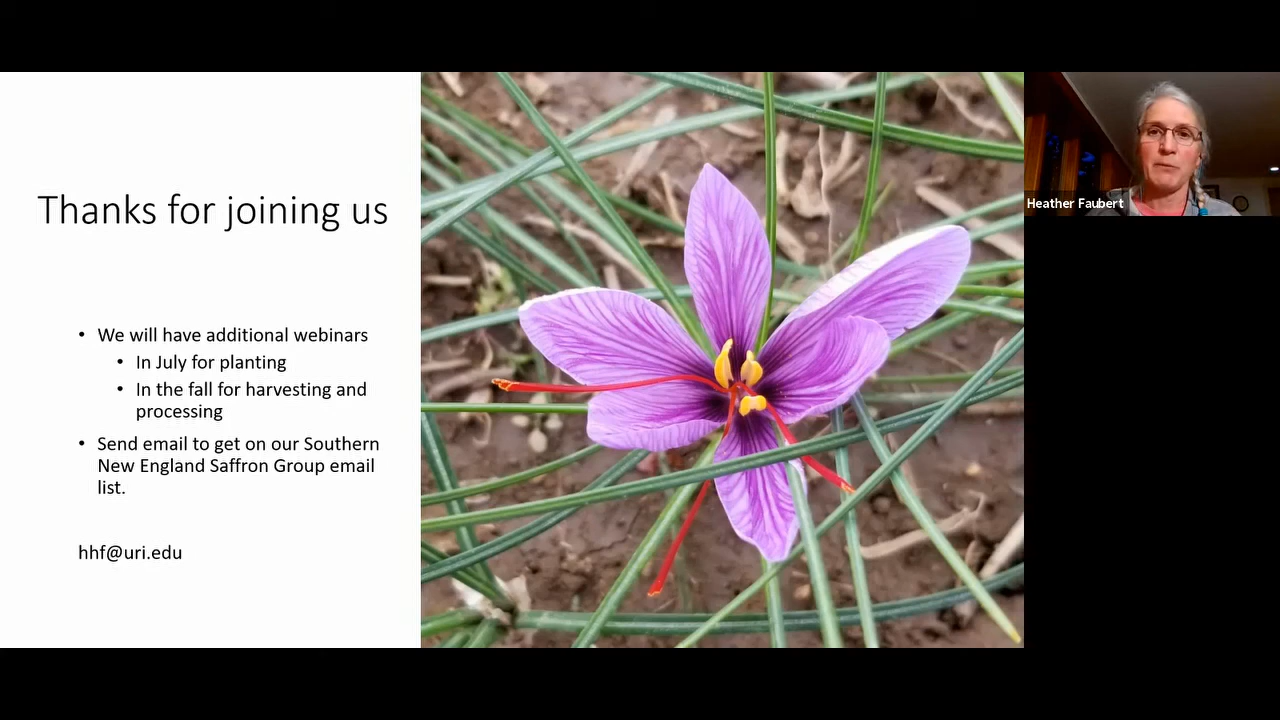 Thanks for joining us
• We will have additional webinars
• In July for planting
• In the fall for harvesting and
processing
• Send email to get on our Southern
New England Saffron Group email
list.
hhf@uri.edu
Heather Faubert